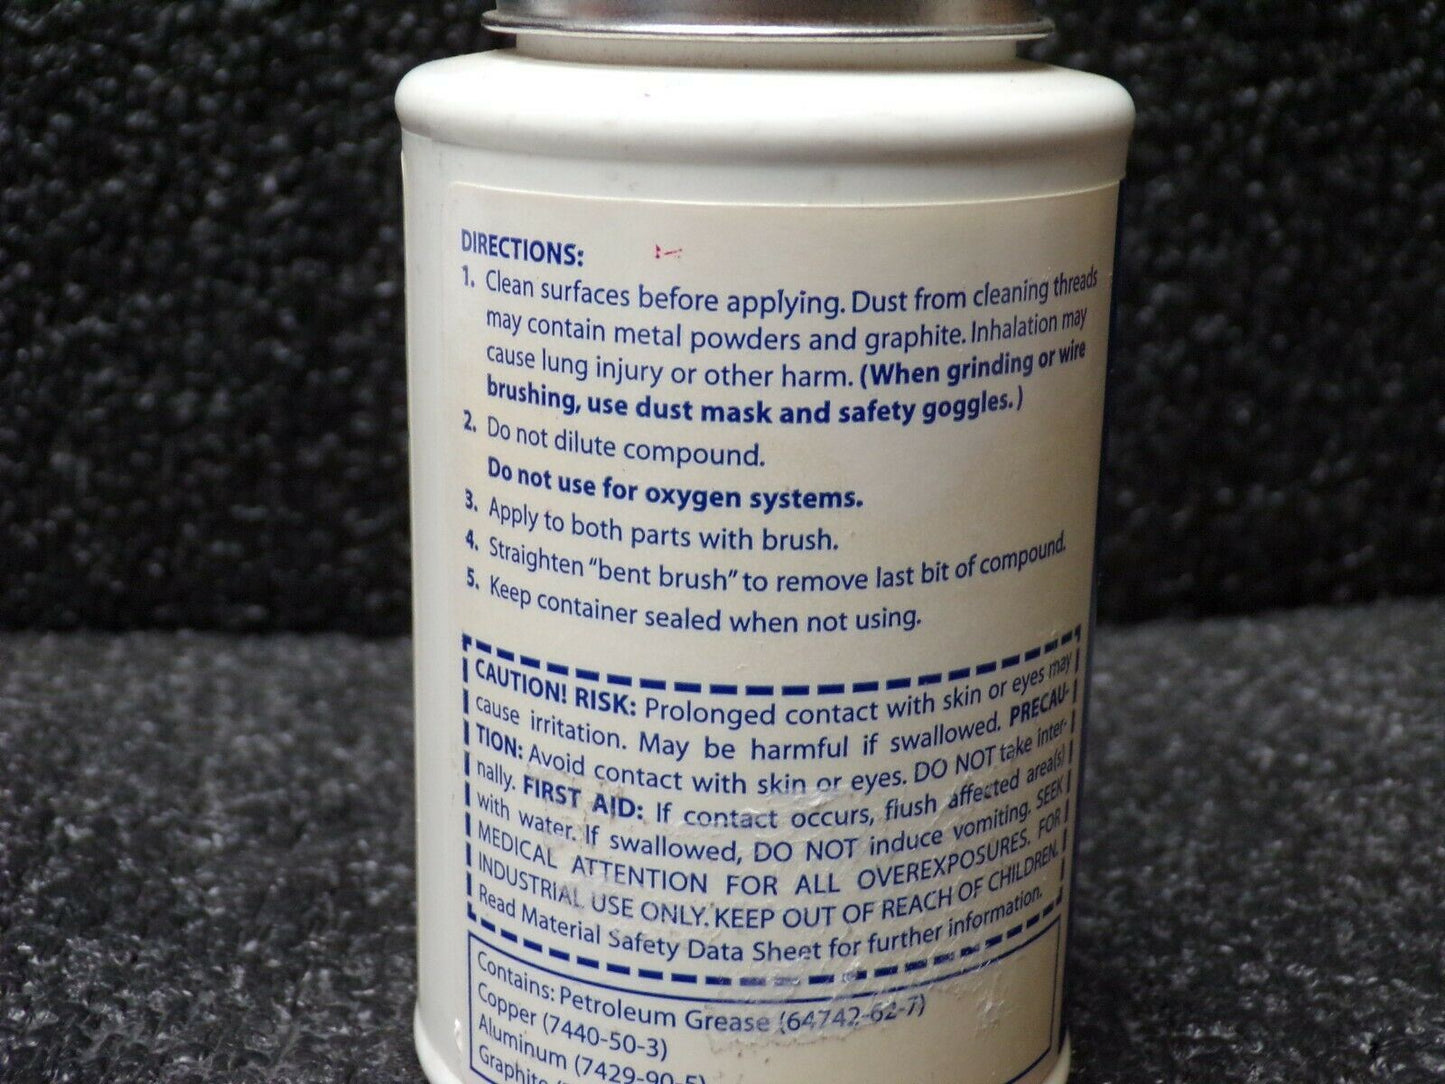 DIRECTIONS:
1. Clean surfaces before applying. Dust from cleaning threads
may contain metal powders and graphite. Inhalation may
cause lung injury or other harm. (When grinding or wire
brushing, use dust mask and safety goggles.)
2. Do not dilute compound.
Do not use for oxygen systems.
3. Apply to both parts with brush.
4. Straighten “bent brush” to remove last bit of compound.
5. Keep container sealed when not using.
CAUTION! RISK: Prolonged contact with skin or eyes may
cause irritation. May be harmful if swallowed. PRECAU-
TION: Avoid contact with skin or eyes. DO NOT take inter-
nally. FIRST AID: If contact occurs, flush affected area(s)
with water. If swallowed, DO NOT induce vomiting. SEEK
MEDICAL ATTENTION FOR ALL OVEREXPOSURES. FOR
INDUSTRIAL USE ONLY. KEEP OUT OF REACH OF CHILDREN.
Read Material Safety Data Sheet for further information.
Contains: Petroleum Grease (64742-62-7)
Copper (7440-50-3)
Aluminum (7429-90-5)
Graphite